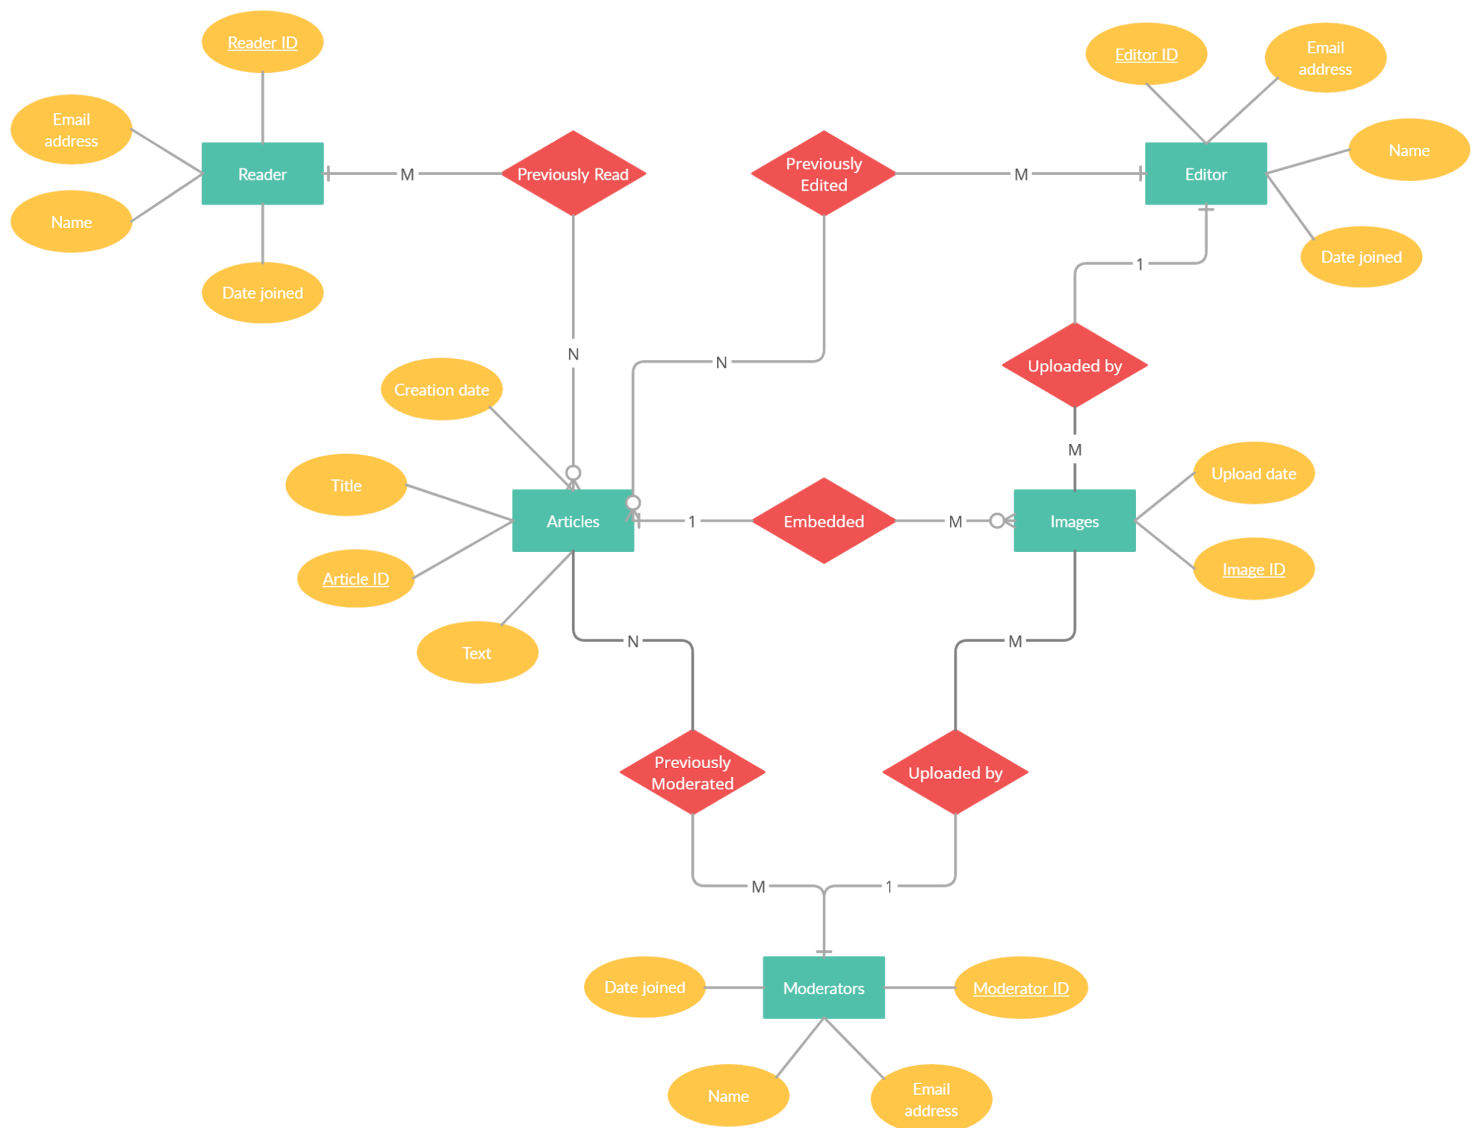 Reader ID
Email
address
Reader
Name
Date joined
M
Previously Read
N
Previously
Edited
M
N
Editor ID
Email
address
Editor
Name
Date joined
1
Uploaded by
M
Creation date
Title
Articles
Article ID
Text
1
Embedded
M
Images
Upload date
Image ID
N
M
Previously
Moderated
Uploaded by
M
1
Date joined
Moderators
Moderator ID
Name
Email
address